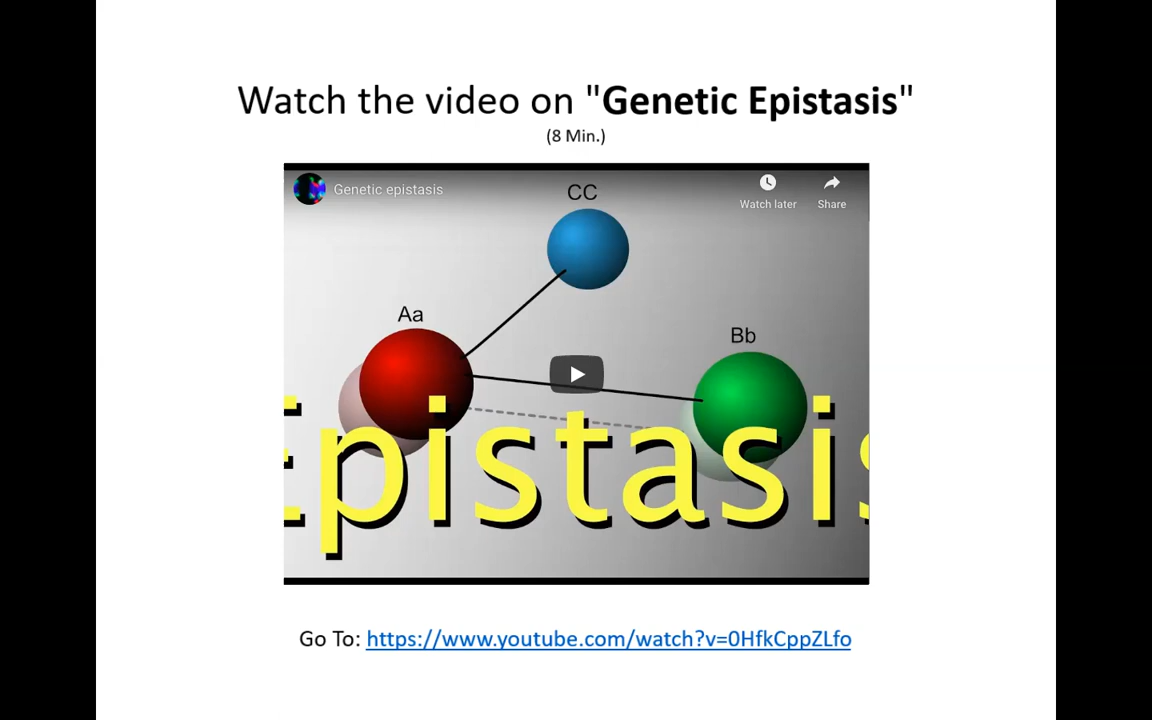 Watch the video on "Genetic Epistasis"
(8 Min.)
Genetic epistasis
CC
Watch later
Share
Aa
Bb
Epistasis
Go To: https://www.youtube.com/watch?v=0HfkCppZLfo